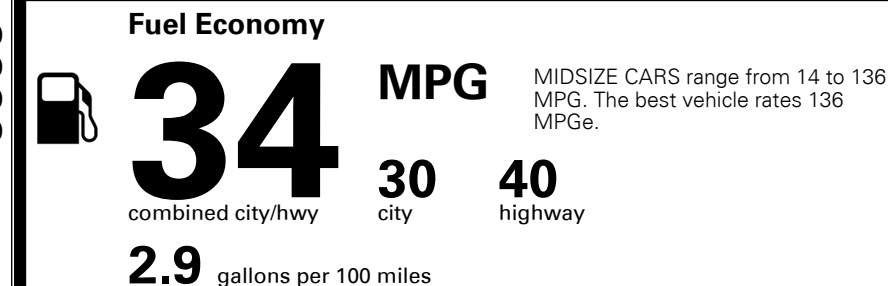 Fuel Economy
34
MPG
MIDSIZE CARS range from 14 to 136
MPG. The best vehicle rates 136
MPGe.
30 40
combined city/hwy city highway
2.9 gallons per 100 miles